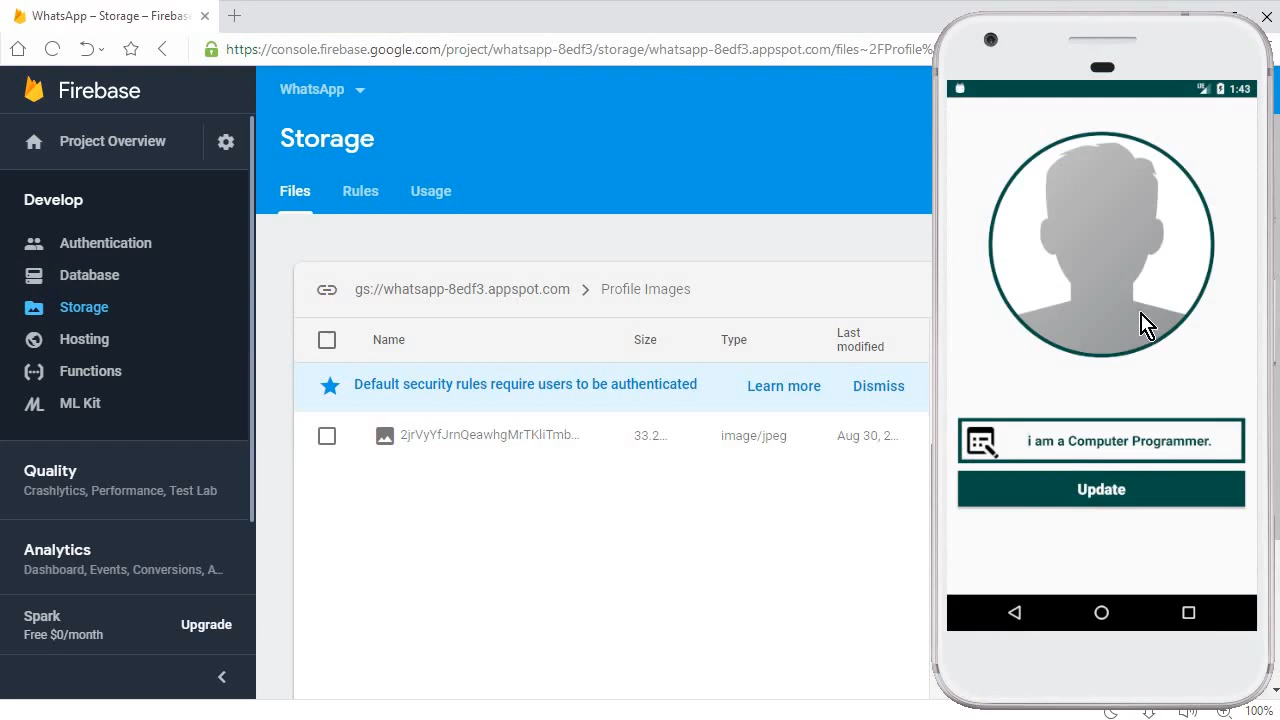 WhatsApp – Storage – Firebas
https://console.firebase.google.com/project/whatsapp-8edf3/storage/whatsapp-8edf3.appspot.com/files~2FProfile%
Firebase
Project Overview
Develop
Authentication
Database
Storage
Hosting
Functions
ML Kit
Quality
Crashlytics, Performance, Test Lab
Analytics
Dashboard, Events, Conversions, A...
Spark
Free $0/month
Upgrade
WhatsApp
Storage
Files Rules Usage
gs://whatsapp-8edf3.appspot.com > Profile Images
Name Size Type Last modified
Default security rules require users to be authenticated Learn more Dismiss
2jrVyYfJrnQeawhgMrTKliTmb... 33.2... image/jpeg Aug 30, 2...
LTE 1:43
i am a Computer Programmer.
Update
100%